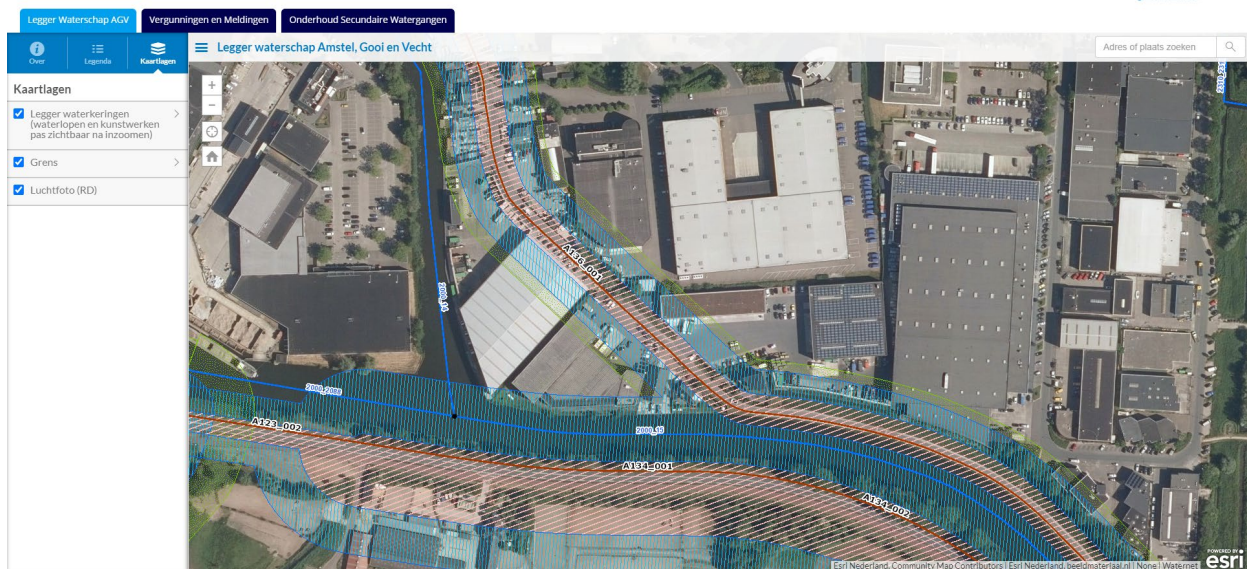 Legger Waterschap AGV
Vergunningen en Meldingen
Onderhoud Secundaire Watergangen
Over
Legenda
Kaartlagen
Legger waterschap Amstel, Gooi en Vecht
Adres of plaats zoeken
Kaartlagen
Legger waterkeringen
(waterlopen en kunstwerken
pas zichtbaar na inzoomen)
Grens
Luchtfoto (RD)
+
−
A136_001
2000_2088
2000_15
A123_002
A134_001
A134_002
Esri Nederland, Community Map Contributors | Esri Nederland, beeldmateriaal.nl | None | Waternet
POWERED BY
esri